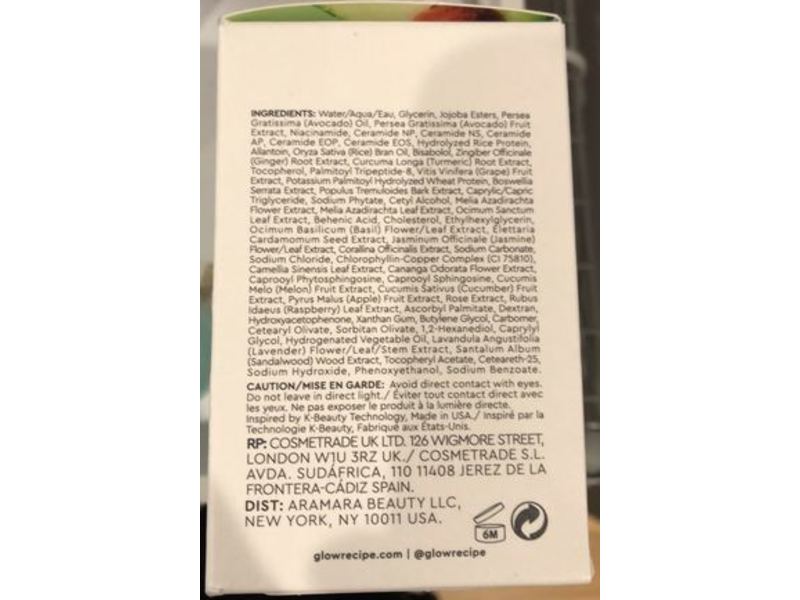 INGREDIENTS: Water/Aqua/Eau, Glycerin, Jojoba Esters, Persea
Gratissima (Avocado) Oil, Persea Gratissima (Avocado) Fruit
Extract, Niacinamide, Ceramide NP, Ceramide NS, Ceramide
AP, Ceramide EOP, Ceramide EOS, Hydrolyzed Rice Protein,
Allantoin, Oryza Sativa (Rice) Bran Oil, Bisabolol, Zingiber Officinale
(Ginger) Root Extract, Curcuma Longa (Turmeric) Root Extract,
Tocopherol, Palmitoyl Tripeptide-8, Vitis Vinifera (Grape) Fruit
Extract, Potassium Palmitoyl Hydrolyzed Wheat Protein, Boswellia
Serrata Extract, Populus Tremuloides Bark Extract, Caprylic/Capric
Triglyceride, Sodium Phytate, Cetyl Alcohol, Melia Azadirachta
Flower Extract, Melia Azadirachta Leaf Extract, Ocimum Sanctum
Leaf Extract, Behenic Acid, Cholesterol, Ethylhexylglycerin,
Ocimum Basilicum (Basil) Flower/Leaf Extract, Elettaria
Cardamomum Seed Extract, Jasminum Officinale (Jasmine)
Flower/Leaf Extract, Corallina Officinalis Extract, Sodium Carbonate,
Sodium Chloride, Chlorophyllin-Copper Complex (CI 75810),
Camellia Sinensis Leaf Extract, Cananga Odorata Flower Extract,
Caprooyl Phytosphingosine, Caprooyl Sphingosine, Cucumis
Melo (Melon) Fruit Extract, Cucumis Sativus (Cucumber) Fruit
Extract, Pyrus Malus (Apple) Fruit Extract, Rose Extract, Rubus
Idaeus (Raspberry) Leaf Extract, Ascorbyl Palmitate, Dextran,
Hydroxyacetophenone, Xanthan Gum, Butylene Glycol, Carbomer,
Cetearyl Olivate, Sorbitan Olivate, 1,2-Hexanediol, Caprylyl
Glycol, Hydrogenated Vegetable Oil, Lavandula Angustifolia
(Lavender) Flower/Leaf/Stem Extract, Santalum Album
(Sandalwood) Wood Extract, Tocopheryl Acetate, Ceteareth-25,
Sodium Hydroxide, Phenoxyethanol, Sodium Benzoate.
CAUTION/MISE EN GARDE: Avoid direct contact with eyes.
Do not leave in direct light./ Éviter tout contact direct avec
les yeux. Ne pas exposer le produit à la lumière directe.
Inspired by K-Beauty Technology, Made in USA./ Inspiré par la
Technologie K-Beauty, Fabriqué aux États-Unis.
RP: COSMETRADE UK LTD. 126 WIGMORE STREET,
LONDON W1U 3RZ UK./ COSMETRADE S.L.
AVDA. SUDÁFRICA, 110 11408 JEREZ DE LA
FRONTERA-CÁDIZ SPAIN.
DIST: ARAMARA BEAUTY LLC,
NEW YORK, NY 10011 USA.
6M
glowrecipe.com | @glowrecipe